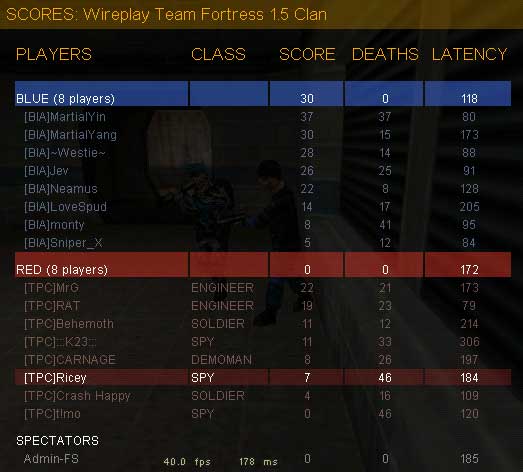 SCORES: Wireplay Team Fortress 1.5 Clan
PLAYERS CLASS SCORE DEATHS LATENCY
BLUE (8 players) 30 0 118
[BIA]MartialYin 37 37 80
[BIA]MartialYang 30 15 173
[BIA]~Westie~ 28 14 88
[BIA]Jev 26 25 91
[BIA]Neamus 22 8 128
[BIA]LoveSpud 14 17 205
[BIA]monty 8 41 95
[BIA]Sniper_X 5 12 84
RED (8 players) 0 0 172
[TPC]MrG ENGINEER 22 21 173
[TPC]RAT ENGINEER 19 23 79
[TPC]Behemoth SOLDIER 11 12 214
[TPC]:::K23::: SPY 11 33 306
[TPC]CARNAGE DEMOMAN 8 26 197
[TPC]Ricey SPY 7 46 184
[TPC]Crash Happy SOLDIER 4 16 109
[TPC]t!mo SPY 0 46 120
SPECTATORS
Admin-FS 40.0 fps 178 ms 0 185